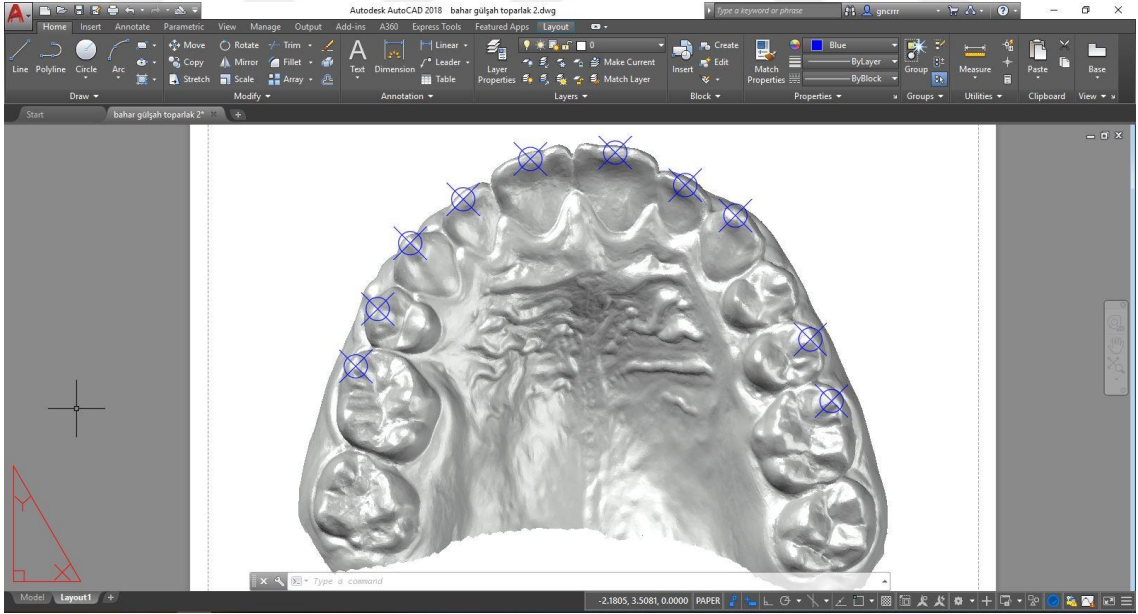 Autodesk AutoCAD 2018 bahar gülşah toparlak 2.dwg
Type a keyword or phrase
gncrrr
Home Insert Annotate Parametric View Manage Output Add-ins A360 Express Tools Featured Apps Layout
Line Polyline Circle Arc
Move Rotate Trim
Copy Mirror Fillet
Stretch Scale Array
Text Dimension
Linear
Leader
Table
Layer Properties
0
Make Current
Match Layer
Insert
Create
Edit
Match Properties
Blue
ByLayer
ByBlock
Group
Measure
Paste
Base
Draw Modify Annotation Layers Block Properties Groups Utilities Clipboard View
Start bahar gülşah toparlak 2*
Y
X
Type a command
Model Layout1 +
-2.1805, 3.5081, 0.0000 PAPER